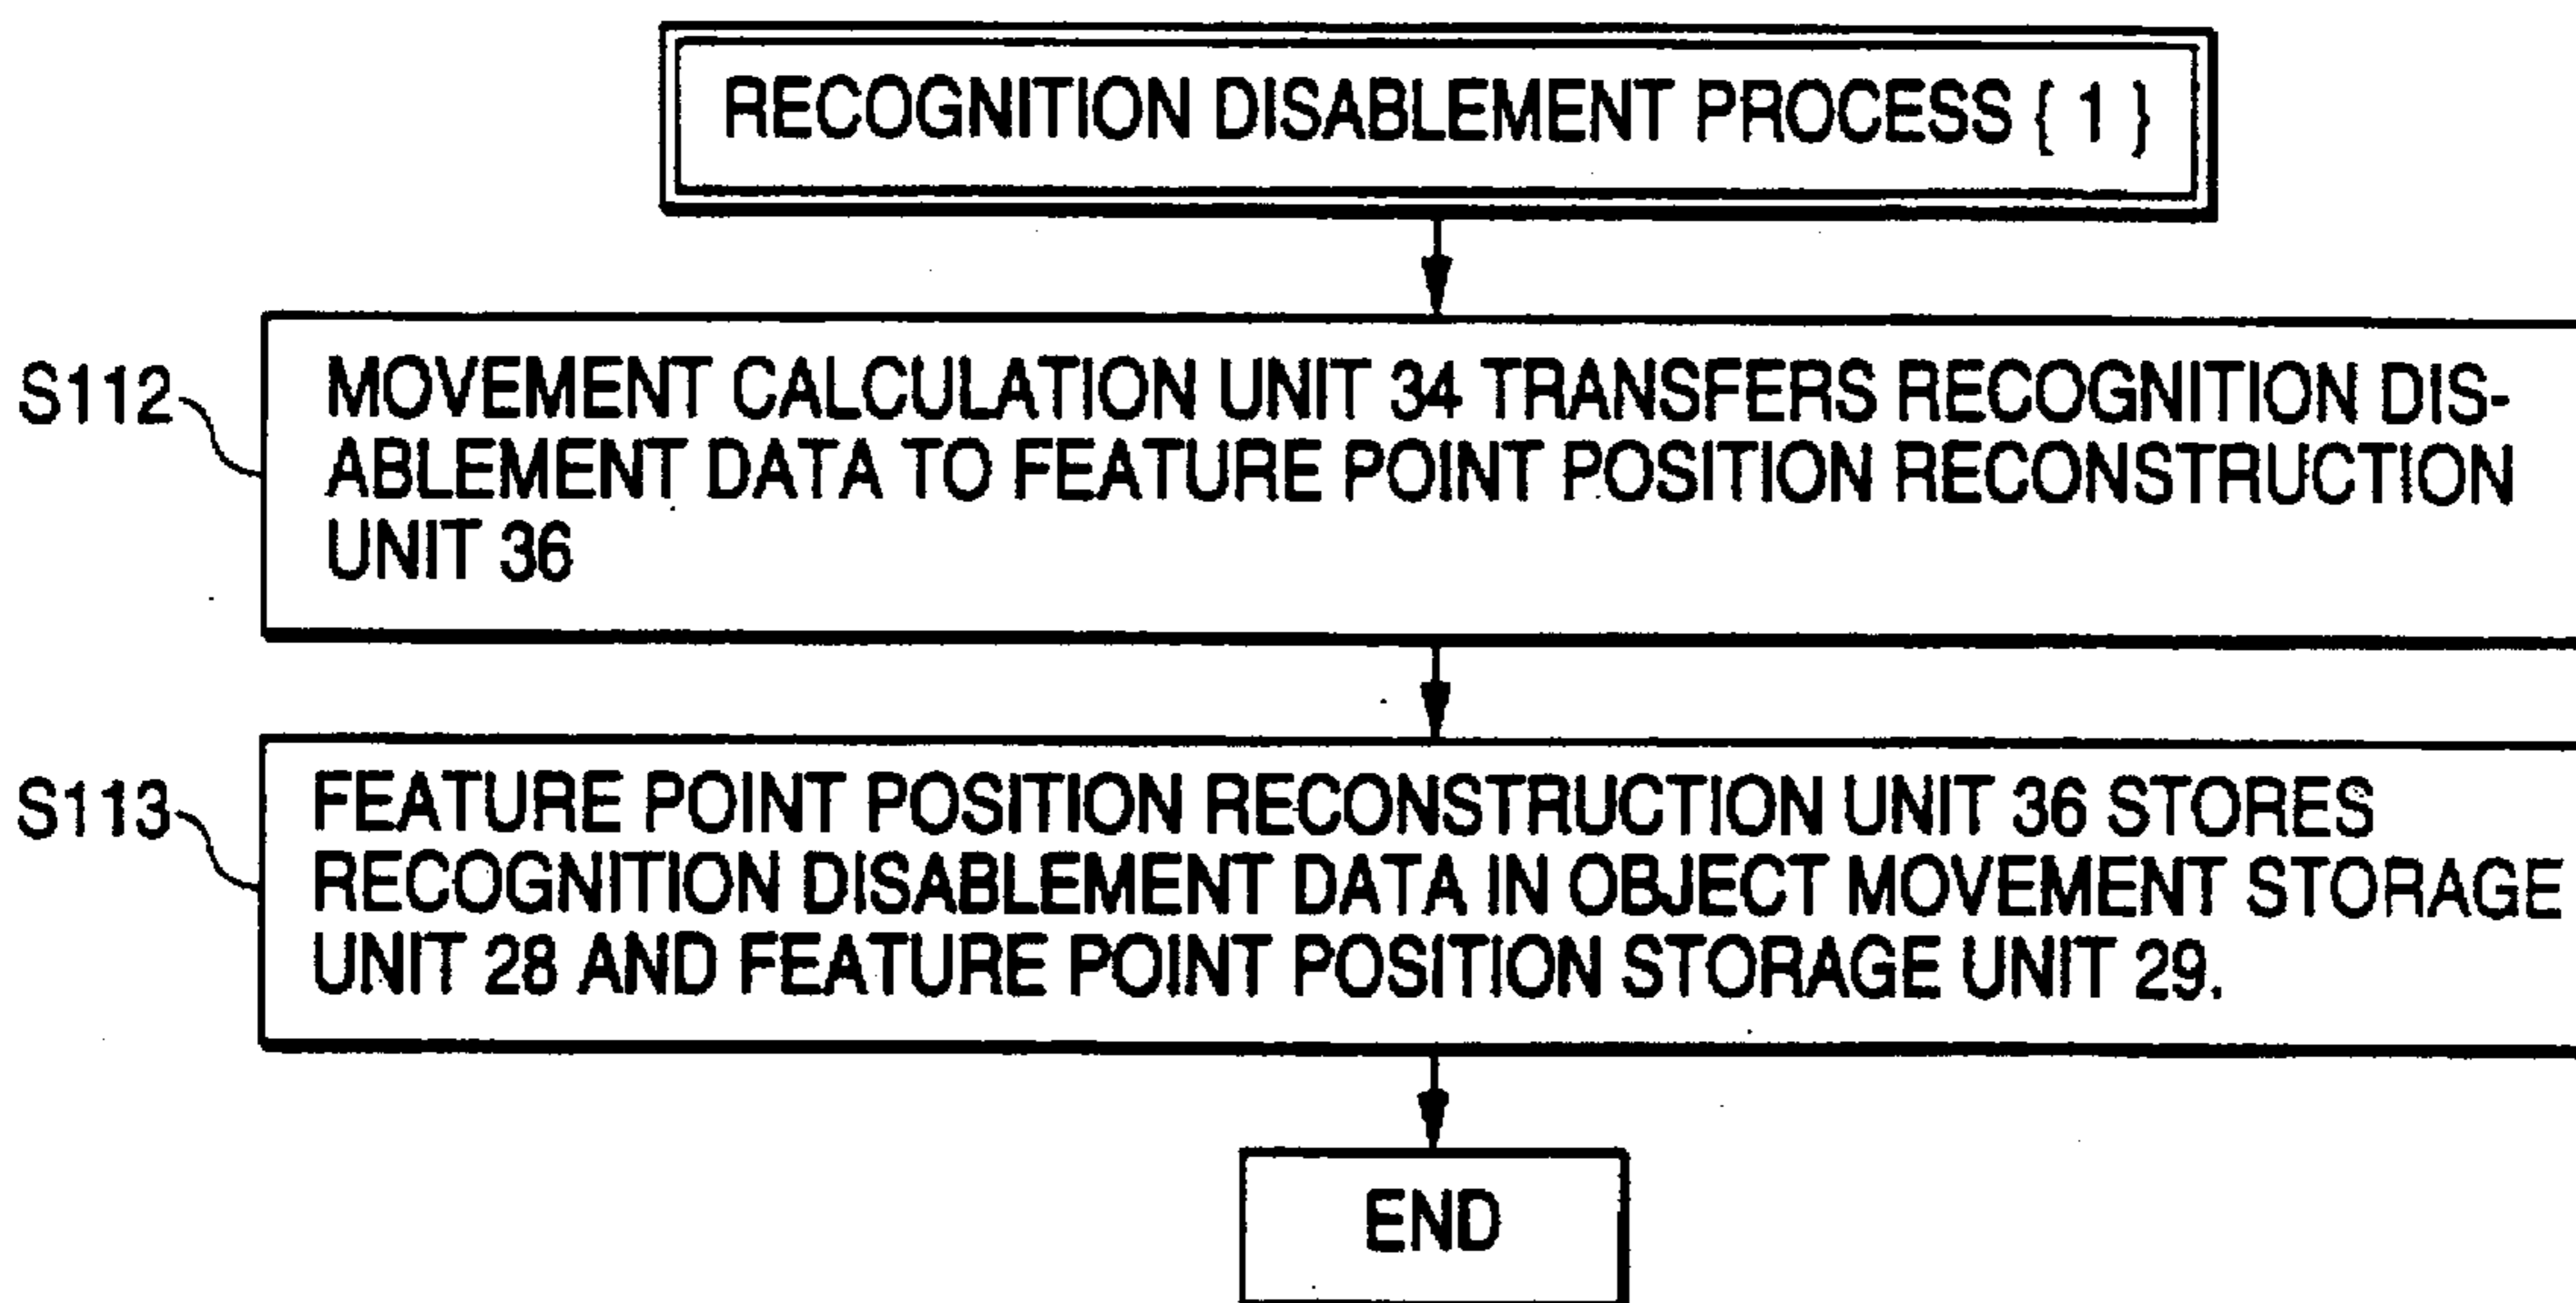 RECOGNITION DISABLEMENT PROCESS { 1 }
S112
MOVEMENT CALCULATION UNIT 34 TRANSFERS RECOGNITION DIS-
ABLEMENT DATA TO FEATURE POINT POSITION RECONSTRUCTION
UNIT 36
S113
FEATURE POINT POSITION RECONSTRUCTION UNIT 36 STORES
RECOGNITION DISABLEMENT DATA IN OBJECT MOVEMENT STORAGE
UNIT 28 AND FEATURE POINT POSITION STORAGE UNIT 29.
END